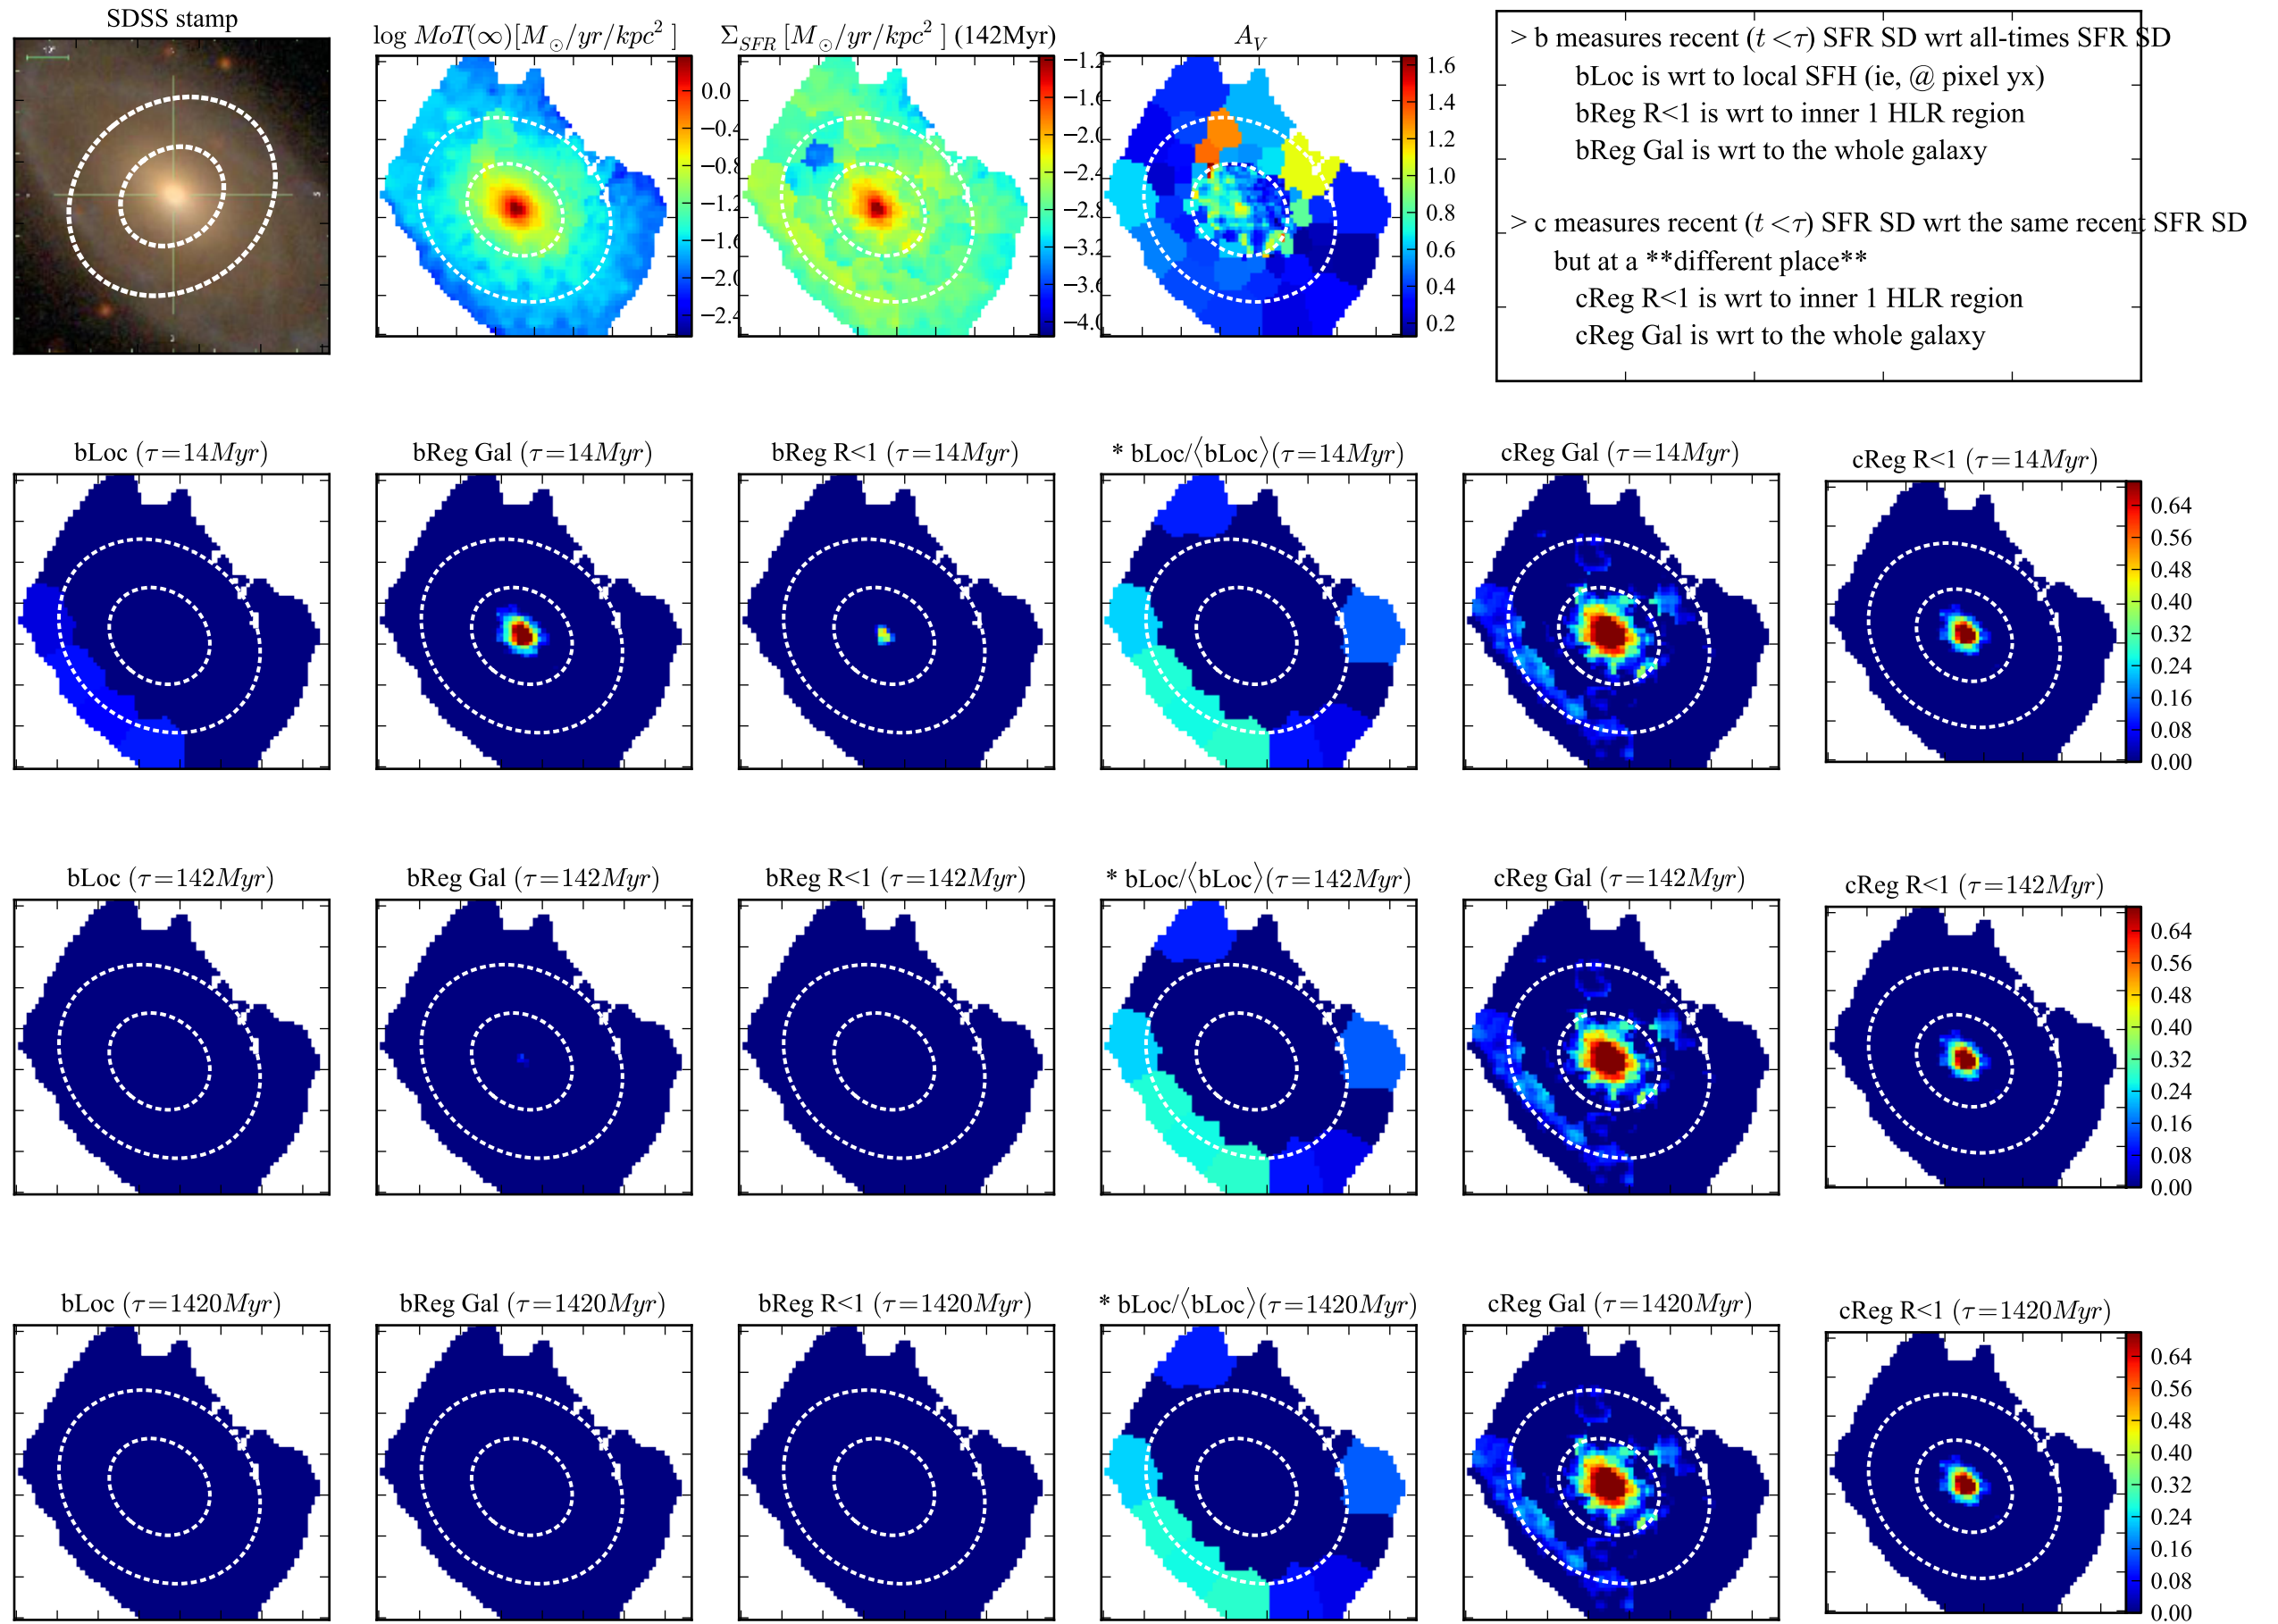 SDSS stamp
log MoT(∞)[M⊙/yr/kpc²]
Σ_SFR [M⊙/yr/kpc²] (142Myr)
A_V
0.0
−0.4
−0.8
−1.2
−1.6
−2.0
−2.4
−1.2
−1.6
−2.0
−2.4
−2.8
−3.2
−3.6
−4.0
1.6
1.4
1.2
1.0
0.8
0.6
0.4
0.2
> b measures recent (t<τ) SFR SD wrt all-times SFR SD
bLoc is wrt to local SFH (ie, @ pixel yx)
bReg R<1 is wrt to inner 1 HLR region
bReg Gal is wrt to the whole galaxy
> c measures recent (t<τ) SFR SD wrt the same recent SFR SD
but at a **different place**
cReg R<1 is wrt to inner 1 HLR region
cReg Gal is wrt to the whole galaxy
bLoc (τ=14Myr)
bReg Gal (τ=14Myr)
bReg R<1 (τ=14Myr)
* bLoc/⟨bLoc⟩(τ=14Myr)
cReg Gal (τ=14Myr)
cReg R<1 (τ=14Myr)
0.64
0.56
0.48
0.40
0.32
0.24
0.16
0.08
0.00
bLoc (τ=142Myr)
bReg Gal (τ=142Myr)
bReg R<1 (τ=142Myr)
* bLoc/⟨bLoc⟩(τ=142Myr)
cReg Gal (τ=142Myr)
cReg R<1 (τ=142Myr)
0.64
0.56
0.48
0.40
0.32
0.24
0.16
0.08
0.00
bLoc (τ=1420Myr)
bReg Gal (τ=1420Myr)
bReg R<1 (τ=1420Myr)
* bLoc/⟨bLoc⟩(τ=1420Myr)
cReg Gal (τ=1420Myr)
cReg R<1 (τ=1420Myr)
0.64
0.56
0.48
0.40
0.32
0.24
0.16
0.08
0.00